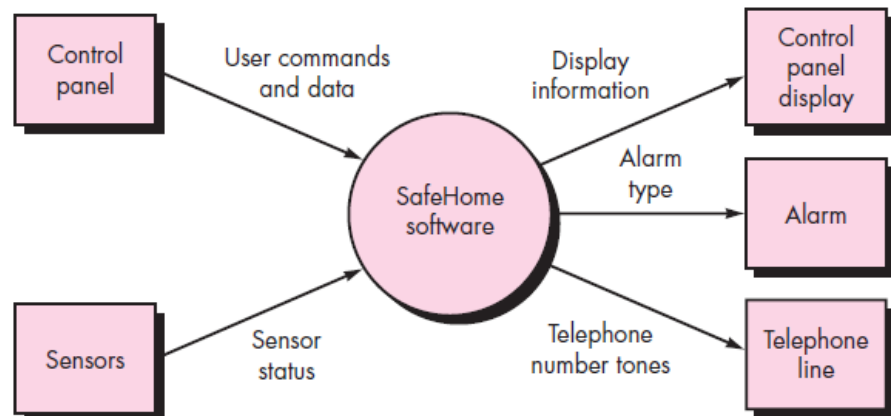 Control
panel
User commands
and data
Display
information
Control
panel
display
SafeHome
software
Alarm
type
Alarm
Sensors
Sensor
status
Telephone
number tones
Telephone
line